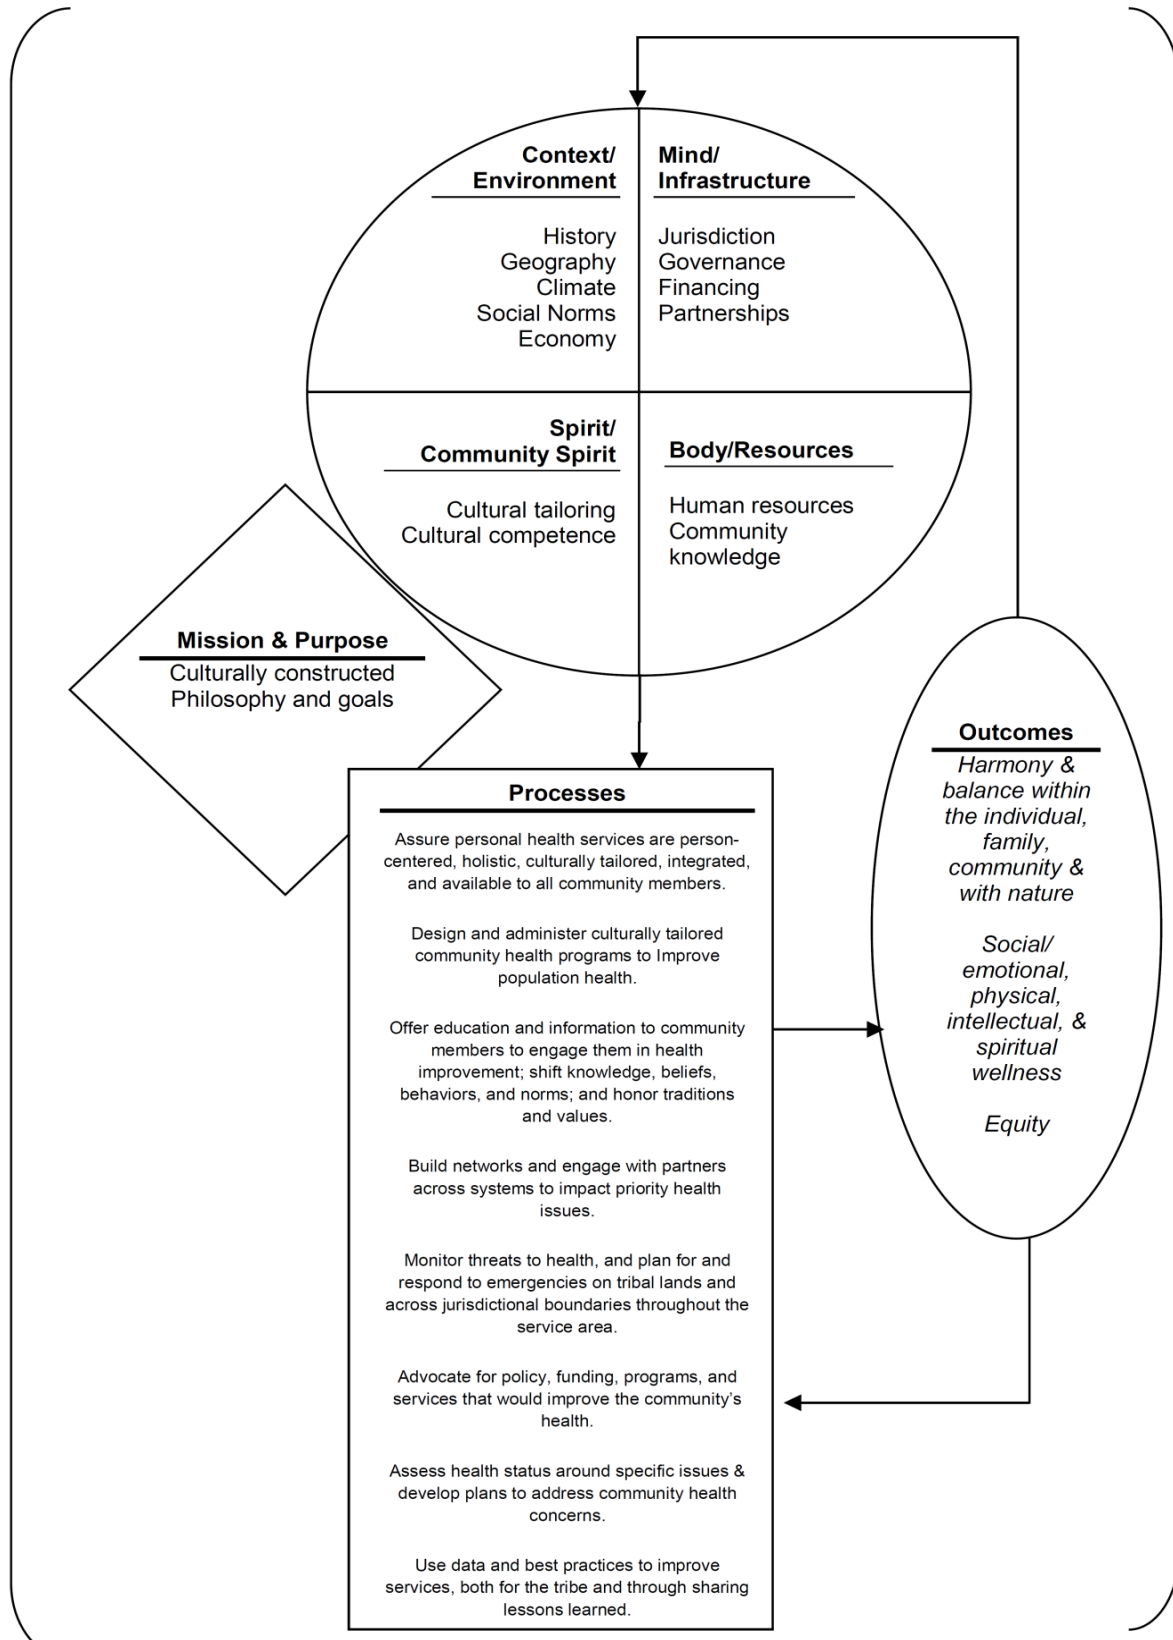 Context/
Environment
History
Geography
Climate
Social Norms
Economy
Mind/
Infrastructure
Jurisdiction
Governance
Financing
Partnerships
Spirit/
Community Spirit
Cultural tailoring
Cultural competence
Body/Resources
Human resources
Community
knowledge
Mission & Purpose
Culturally constructed
Philosophy and goals
Processes
Assure personal health services are person-
centered, holistic, culturally tailored, integrated,
and available to all community members.
Design and administer culturally tailored
community health programs to Improve
population health.
Offer education and information to community
members to engage them in health
improvement; shift knowledge, beliefs,
behaviors, and norms; and honor traditions
and values.
Build networks and engage with partners
across systems to impact priority health
issues.
Monitor threats to health, and plan for and
respond to emergencies on tribal lands and
across jurisdictional boundaries throughout the
service area.
Advocate for policy, funding, programs, and
services that would improve the community’s
health.
Assess health status around specific issues &
develop plans to address community health
concerns.
Use data and best practices to improve
services, both for the tribe and through sharing
lessons learned.
Outcomes
Harmony &
balance within
the individual,
family,
community &
with nature
Social/
emotional,
physical,
intellectual, &
spiritual
wellness
Equity